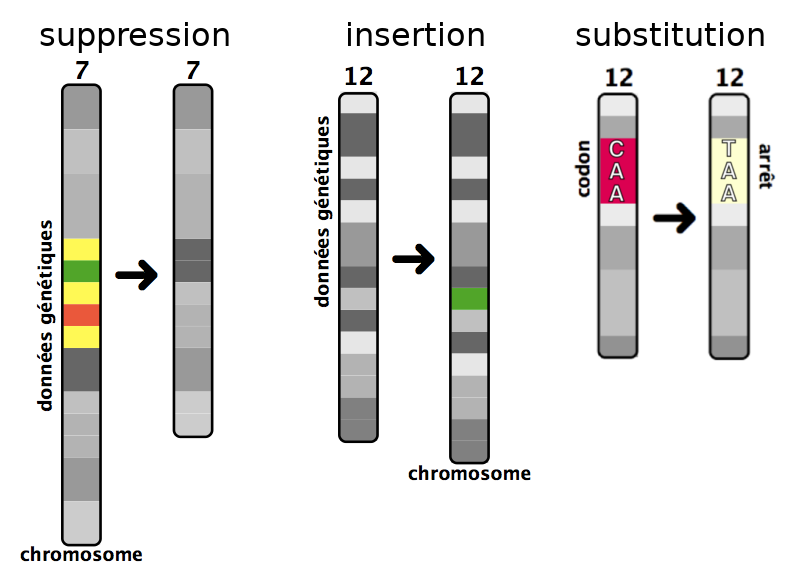 suppression
7
7
données génétiques
chromosome
insertion
12
12
données génétiques
chromosome
substitution
12
12
codon
C
A
A
T
A
A
arrêt